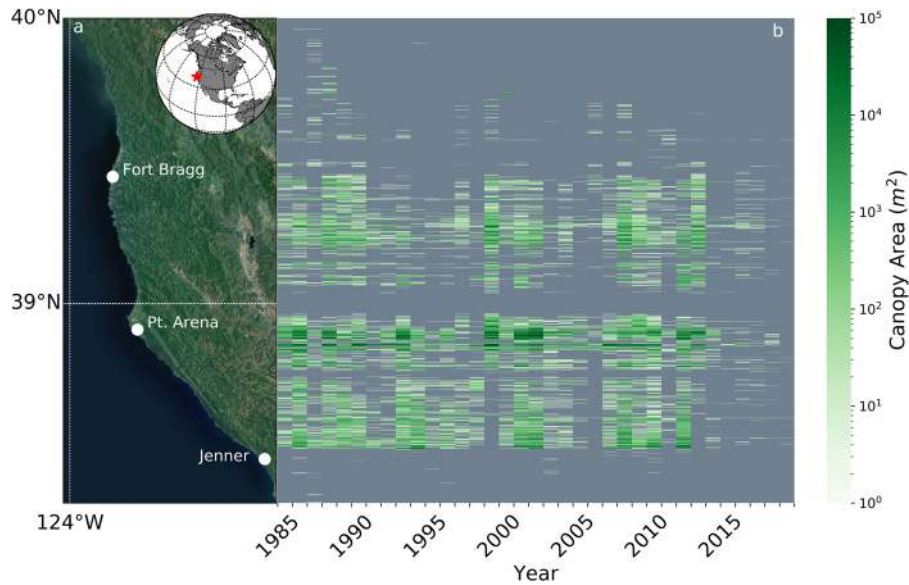 40°N
a
b
Fort Bragg
39°N
Pt. Arena
Jenner
124°W
1985
1990
1995
2000
2005
2010
2015
Year
10^5
10^4
10^3
10^2
10^1
10^0
Canopy Area (m^2)